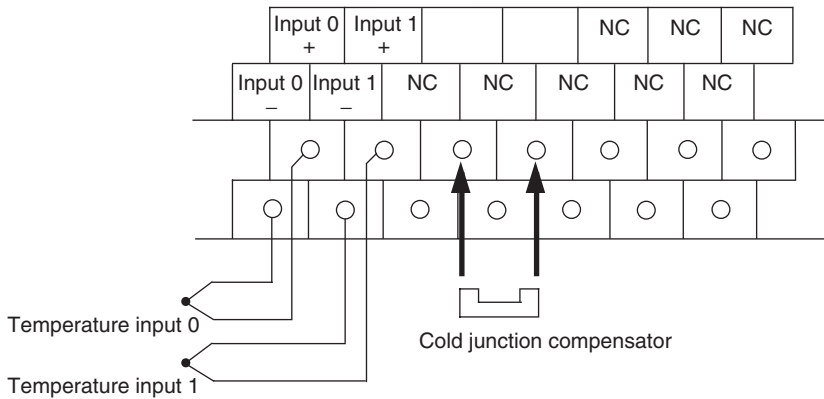 Input 0 Input 1 NC NC NC
+ +
Input 0 Input 1 NC NC NC NC NC
– –
Temperature input 0
Cold junction compensator
Temperature input 1